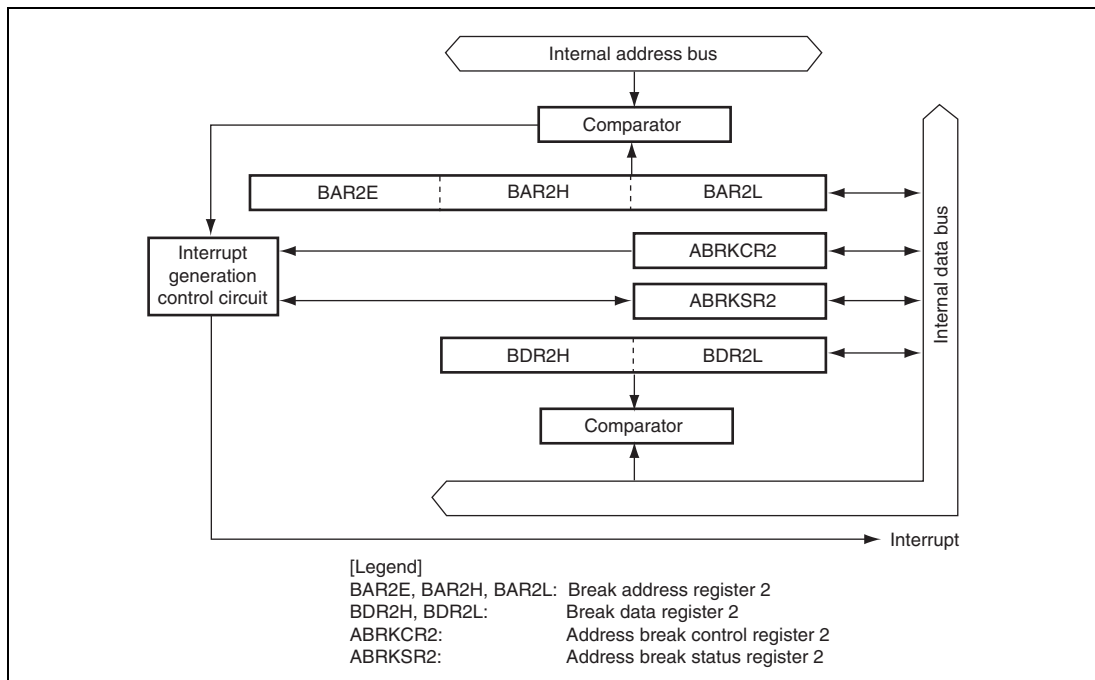 Internal address bus
Comparator
BAR2E
BAR2H
BAR2L
Interrupt
generation
control circuit
ABRKCR2
ABRKSR2
Internal data bus
BDR2H
BDR2L
Comparator
Interrupt
[Legend]
BAR2E, BAR2H, BAR2L: Break address register 2
BDR2H, BDR2L: Break data register 2
ABRKCR2: Address break control register 2
ABRKSR2: Address break status register 2